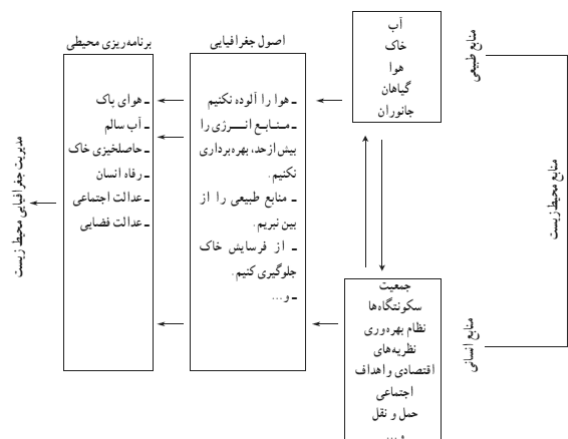 منابع محیط‌زیست
منابع طبیعی
آب
خاک
هوا
گیاهان
جانوران
منابع انسانی
جمعیت
سکونتگاه‌ها
نظام بهره‌وری
نظریه‌های
اقتصادی و اهداف
اجتماعی
حمل و نقل
و...
اصول جغرافیایی
ـ هوا را آلوده نکنیم
ـ منابع انرژی را
بیش از حد، بهره‌برداری
نکنیم.
ـ منابع طبیعی را از
بین نبریم.
ـ از فرسایش خاک
جلوگیری کنیم.
ـ و...
برنامه‌ریزی محیطی
ـ هوای پاک
ـ آب سالم
ـ حاصلخیزی خاک
ـ رفاه انسان
ـ عدالت اجتماعی
ـ عدالت فضایی
مدیریت جغرافیایی محیط زیست